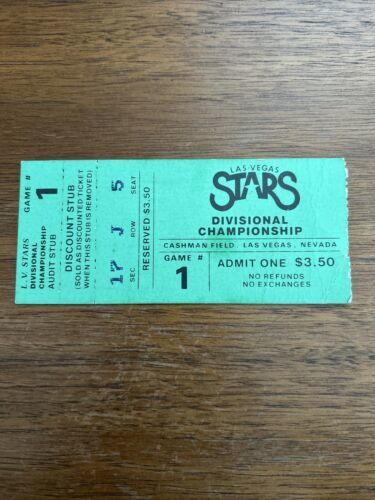 L.V. STARS
DIVISIONAL
CHAMPIONSHIP
AUDIT STUB
GAME # 1
DISCOUNT STUB
(SOLD AS DISCOUNTED TICKET
WHEN THIS STUB IS REMOVED)
17 J 5
SEC ROW SEAT
RESERVED $3.50
LAS VEGAS
STARS
DIVISIONAL
CHAMPIONSHIP
CASHMAN FIELD, LAS VEGAS, NEVADA
GAME # 1
ADMIT ONE $3.50
NO REFUNDS
NO EXCHANGES